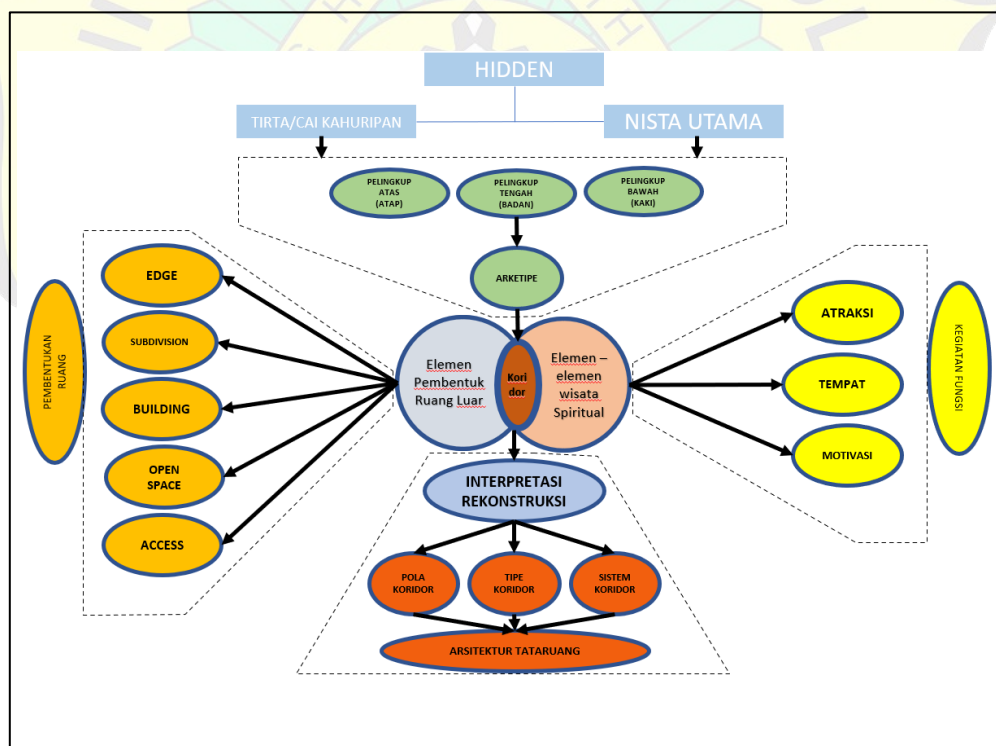 HIDDEN
TIRTA/CAI KAHURIPAN
NISTA UTAMA
PELINGKUP
ATAS
(ATAP)
PELINGKUP
TENGAH
(BADAN)
PELINGKUP
BAWAH
(KAKI)
ARKETIPE
PEMBENTUKAN
RUANG
EDGE
SUBDIVISION
BUILDING
OPEN
SPACE
ACCESS
Elemen
Pembentuk
Ruang Luar
Kori
dor
Elemen –
elemen
wisata
Spiritual
ATRAKSI
TEMPAT
MOTIVASI
KEGIATAN FUNGSI
INTERPRETASI
REKONSTRUKSI
POLA
KORIDOR
TIPE
KORIDOR
SISTEM
KORIDOR
ARSITEKTUR TATARUANG